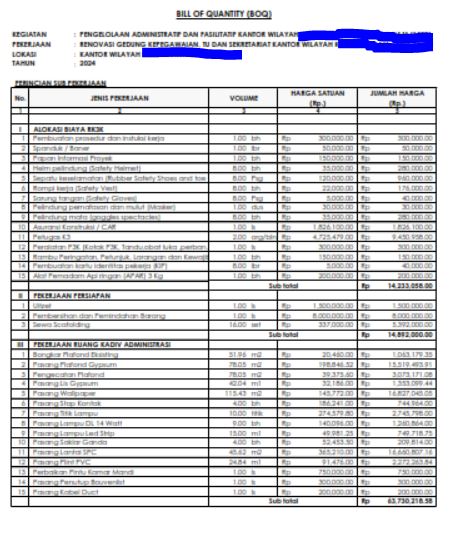 BILL OF QUANTITY (BOQ)
KEGIATAN : PENGELOLAAN ADMINISTRATIF DAN FASILITATIF KANTOR WILAYAH
PEKERJAAN : RENOVASI GEDUNG KEPEGAWAIAN, TU DAN SEKRETARIAT KANTOR WILAYAH
LOKASI : KANTOR WILAYAH
TAHUN : 2024
PERINCIAN SUB PEKERJAAN
No. JENIS PEKERJAAN VOLUME HARGA SATUAN (Rp.) JUMLAH HARGA (Rp.)
1 2 3 4 5
I ALOKASI BIAYA RK3K
1 Pembuatan prosedur dan instuksi kerja 1.00 bh Rp 300,000.00 Rp 300,000.00
2 Spanduk / Baner 1.00 lbr Rp 50,000.00 Rp 50,000.00
3 Papan Informasi Proyek 1.00 bh Rp 150,000.00 Rp 150,000.00
4 Helm pelindung (Safety Helmet) 8.00 bh Rp 35,000.00 Rp 280,000.00
5 Sepatu keselamatan (Rubber Safety Shoes and toe 8.00 Psg Rp 120,000.00 Rp 960,000.00
6 Rompi kerja (Safety Vest) 8.00 bh Rp 22,000.00 Rp 176,000.00
7 Sarung tangan (Safety Gloves) 8.00 Psg Rp 5,000.00 Rp 40,000.00
8 Pelindung pernafasan dan mulut (Masker) 1.00 dus Rp 30,000.00 Rp 30,000.00
9 Pelindung mata (goggles spectacles) 8.00 bh Rp 35,000.00 Rp 280,000.00
10 Asuransi Konstruksi / CAR 1.00 ls Rp 1,826,100.00 Rp 1,826,100.00
11 Petugas K3 2.00 org/bln Rp 4,725,479.00 Rp 9,450,958.00
12 Peralatan P3K (Kotak P3K, Tandu,obat luka ,perban, 1.00 ls Rp 300,000.00 Rp 300,000.00
13 Rambu Peringatan, Petunjuk, Larangan dan Kewajib 1.00 bh Rp 150,000.00 Rp 150,000.00
14 Pembuatan kartu identitas pekerja (KIP) 8.00 lbr Rp 5,000.00 Rp 40,000.00
15 Alat Pemadam Api ringan (APAR) 3 Kg 1.00 bh Rp 200,000.00 Rp 200,000.00
Sub total Rp 14,233,058.00
II PEKERJAAN PERSIAPAN
1 Uitzet 1.00 ls Rp 1,500,000.00 Rp 1,500,000.00
2 Pembersihan dan Pemindahan Barang 1.00 ls Rp 8,000,000.00 Rp 8,000,000.00
3 Sewa Scafolding 16.00 set Rp 337,000.00 Rp 5,392,000.00
Sub total Rp 14,892,000.00
III PEKERJAAN RUANG KADIV ADMINISTRASI
1 Bongkar Plafond Eksisting 51.96 m2 Rp 20,460.00 Rp 1,063,179.35
2 Pasang Plafond Gypsum 78.05 m2 Rp 198,846.52 Rp 15,519,493.91
3 Pengecatan Plafond 78.05 m2 Rp 39,375.60 Rp 3,073,171.08
4 Pasang Lis Gypsum 42.04 m1 Rp 32,186.00 Rp 1,353,099.44
5 Pasang Wallpaper 115.43 m2 Rp 145,772.00 Rp 16,827,045.05
6 Pasang Stop Kontak 4.00 bh Rp 186,241.00 Rp 744,964.00
7 Pasang Titik Lampu 10.00 titik Rp 274,579.80 Rp 2,745,798.00
8 Pasang Lampu DL 14 Watt 9.00 bh Rp 140,096.00 Rp 1,260,864.00
9 Pasang Lampu Led Strip 15.00 m1 Rp 49,981.25 Rp 749,718.75
10 Pasang Saklar Ganda 4.00 bh Rp 52,453.50 Rp 209,814.00
11 Pasang Lantai SPC 45.62 m2 Rp 365,210.00 Rp 16,660,807.16
12 Pasang Plint PVC 24.84 m1 Rp 91,476.00 Rp 2,272,263.84
13 Perbaikan Pintu Kamar Mandi 1.00 ls Rp 750,000.00 Rp 750,000.00
14 Pasang Penutup Bouvenlist 1.00 ls Rp 300,000.00 Rp 300,000.00
15 Pasang Kabel Duct 1.00 ls Rp 200,000.00 Rp 200,000.00
Sub total Rp 63,730,218.58